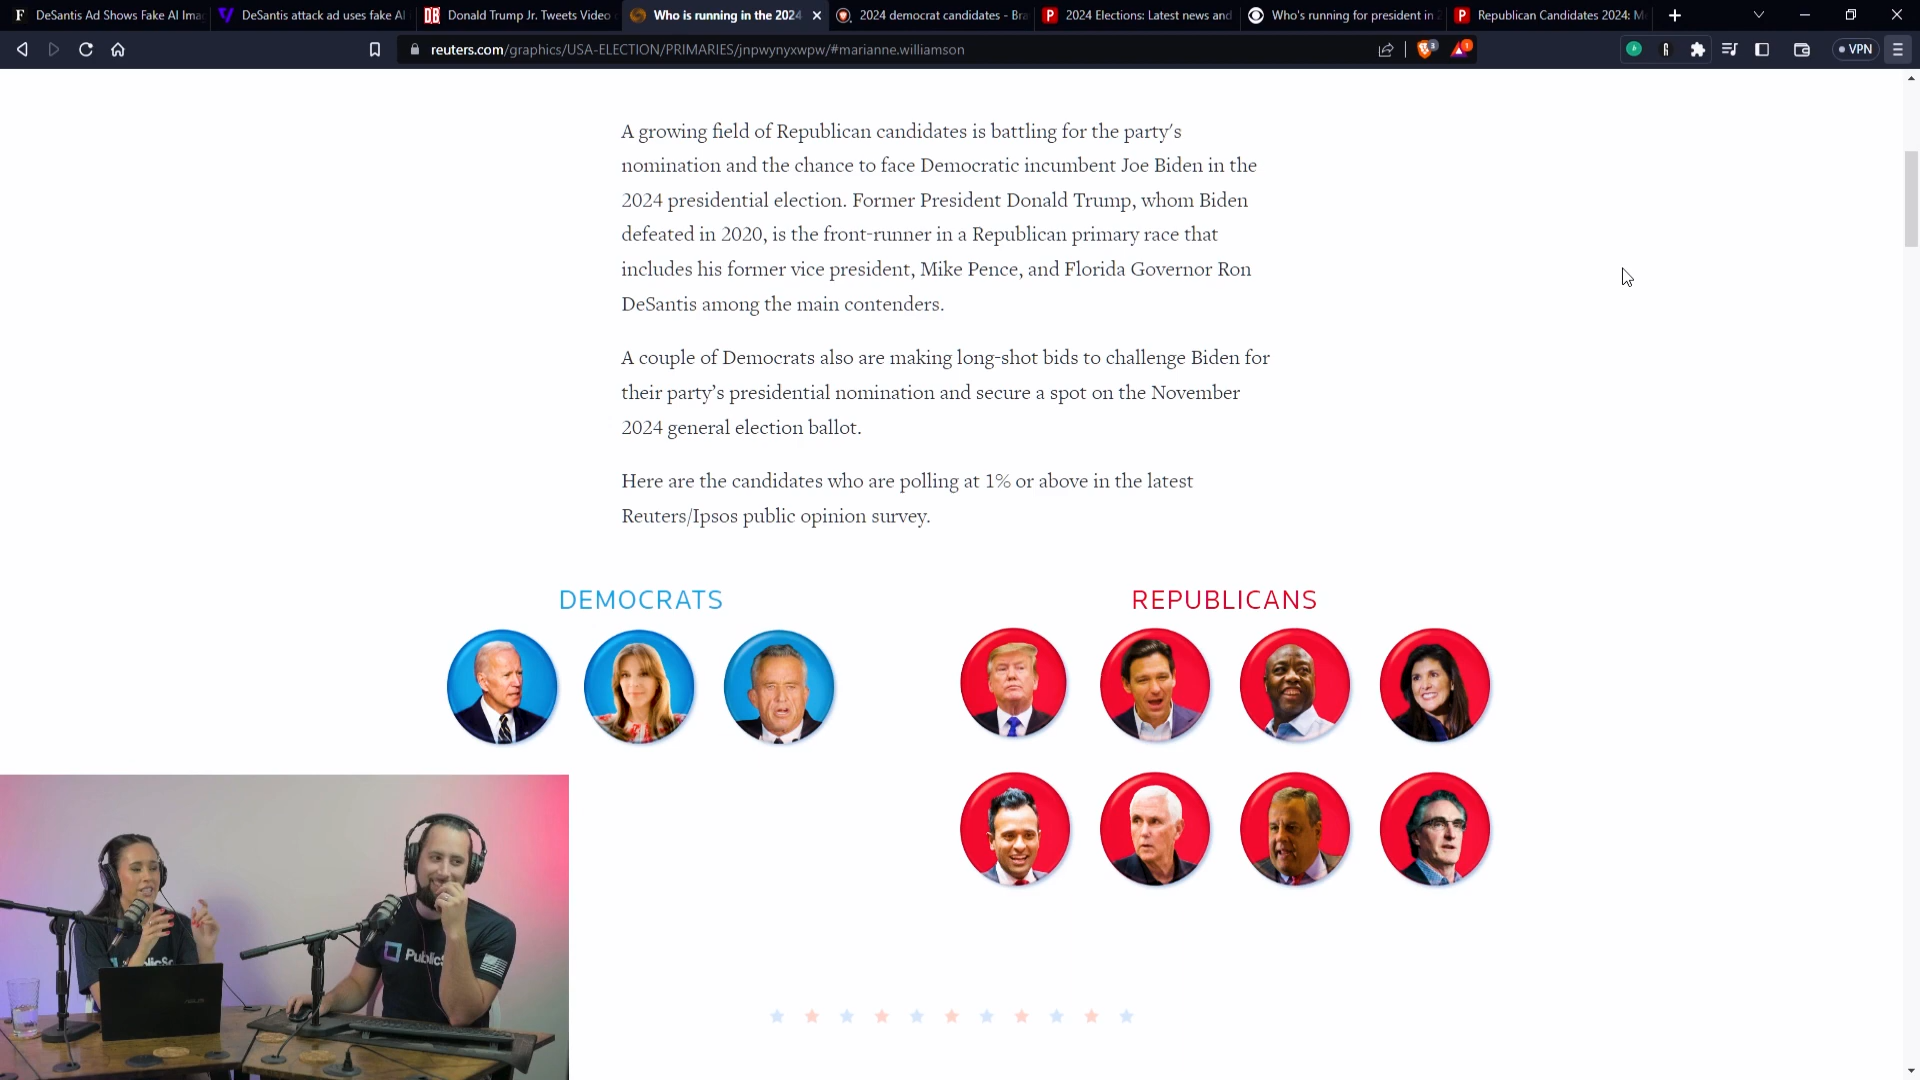 DeSantis Ad Shows Fake AI Ima
DeSantis attack ad uses fake AI
Donald Trump Jr. Tweets Video
Who is running in the 2024
2024 democrat candidates - Bra
2024 Elections: Latest news and
Who's running for president in 2
Republican Candidates 2024: M
reuters.com/graphics/USA-ELECTION/PRIMARIES/jnpwynyxwpw/#marianne.williamson
VPN
A growing field of Republican candidates is battling for the party's
nomination and the chance to face Democratic incumbent Joe Biden in the
2024 presidential election. Former President Donald Trump, whom Biden
defeated in 2020, is the front-runner in a Republican primary race that
includes his former vice president, Mike Pence, and Florida Governor Ron
DeSantis among the main contenders.
A couple of Democrats also are making long-shot bids to challenge Biden for
their party's presidential nomination and secure a spot on the November
2024 general election ballot.
Here are the candidates who are polling at 1% or above in the latest
Reuters/Ipsos public opinion survey.
DEMOCRATS
REPUBLICANS